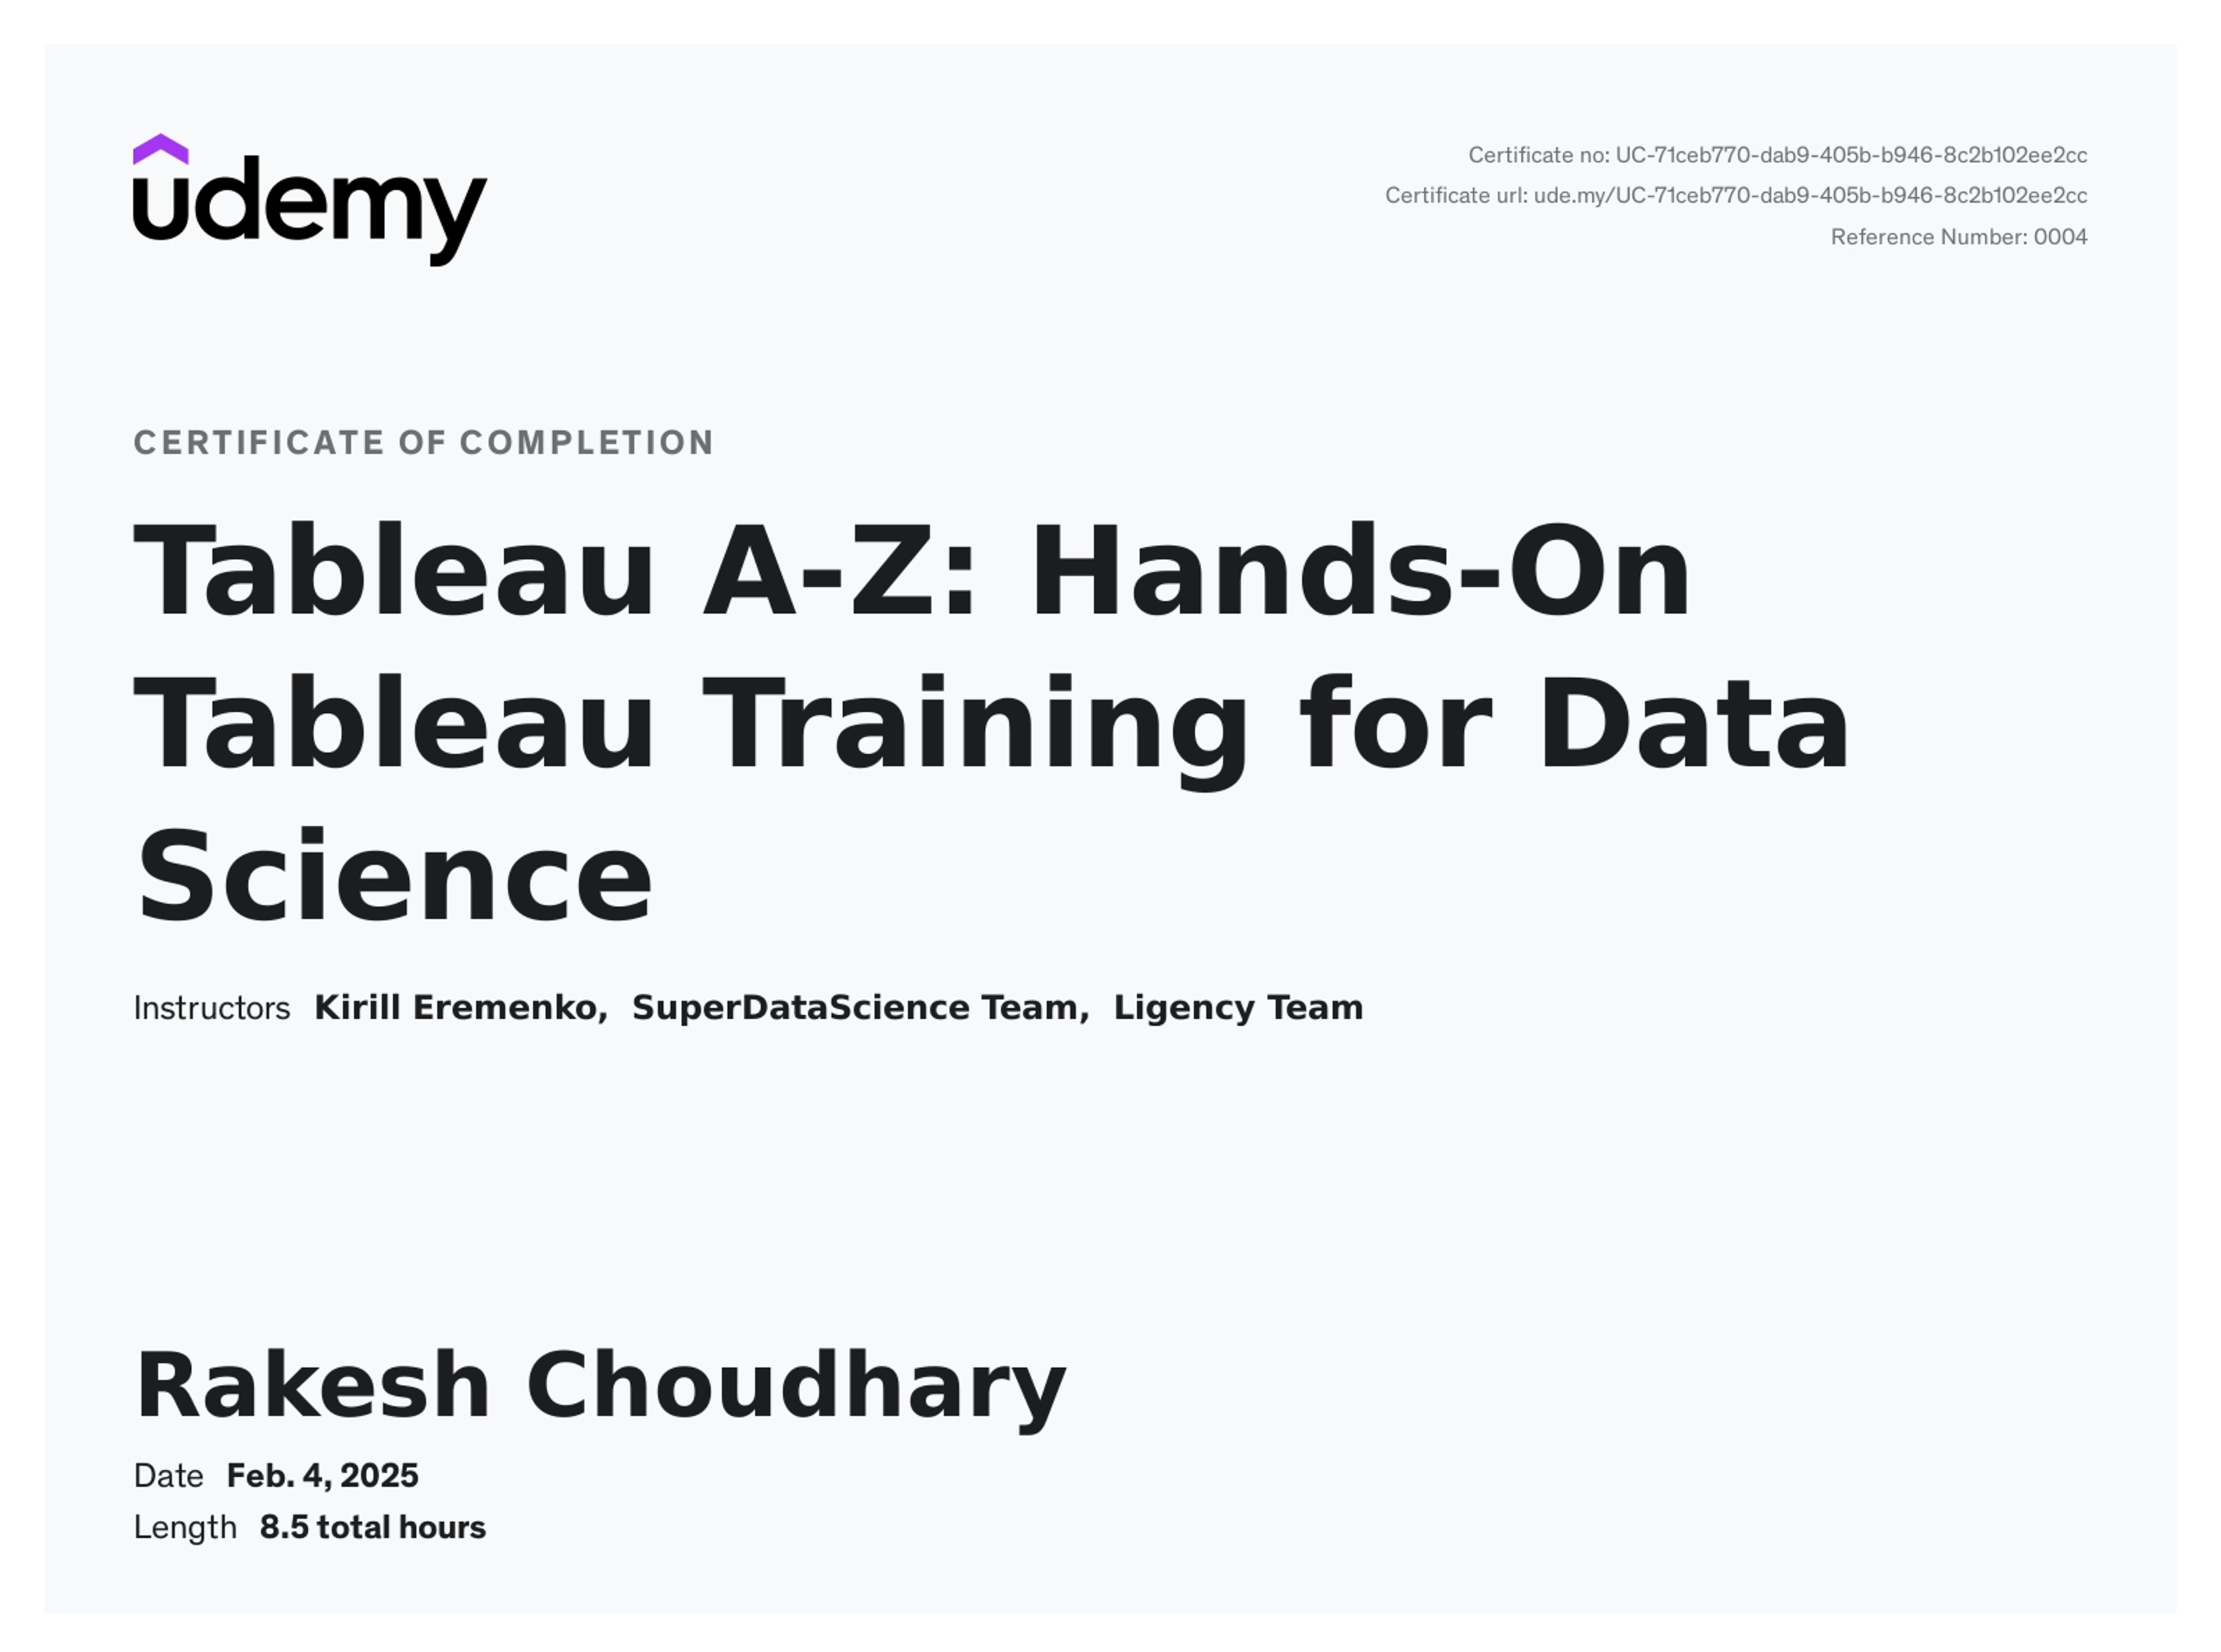 udemy
Certificate no: UC-71ceb770-dab9-405b-b946-8c2b102ee2cc
Certificate url: ude.my/UC-71ceb770-dab9-405b-b946-8c2b102ee2cc
Reference Number: 0004
CERTIFICATE OF COMPLETION
Tableau A-Z: Hands-On
Tableau Training for Data
Science
Instructors Kirill Eremenko, SuperDataScience Team, Ligency Team
Rakesh Choudhary
Date Feb. 4, 2025
Length 8.5 total hours